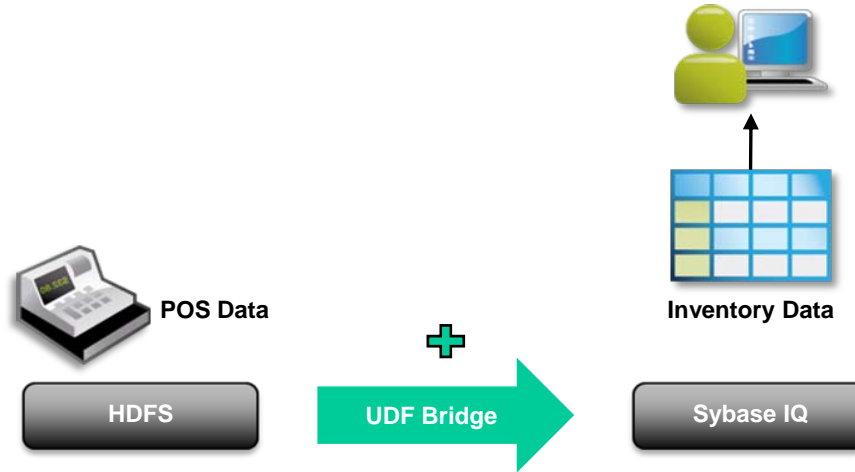 POS Data
Inventory Data
HDFS
UDF Bridge
Sybase IQ